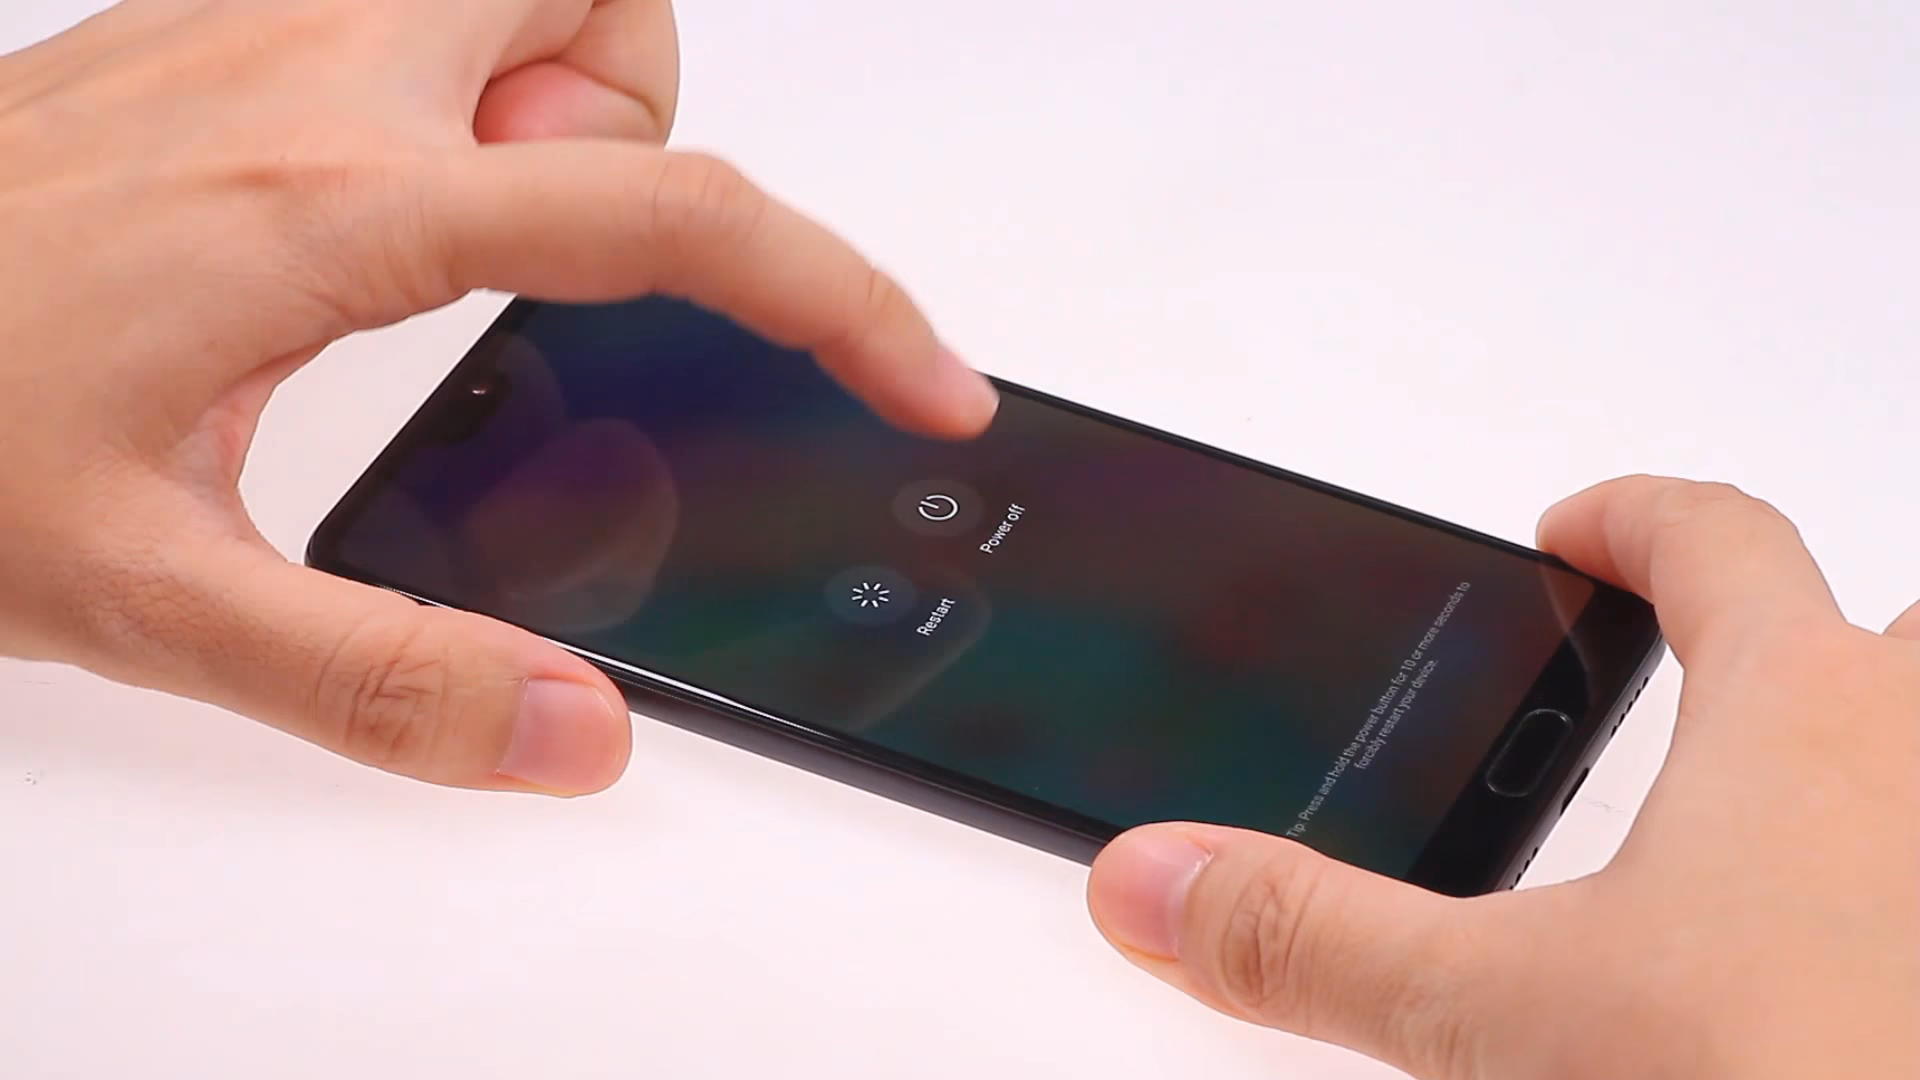 Power off
Restart
Tip: Press and hold the power button for 10 or more seconds to
forcibly restart your device.